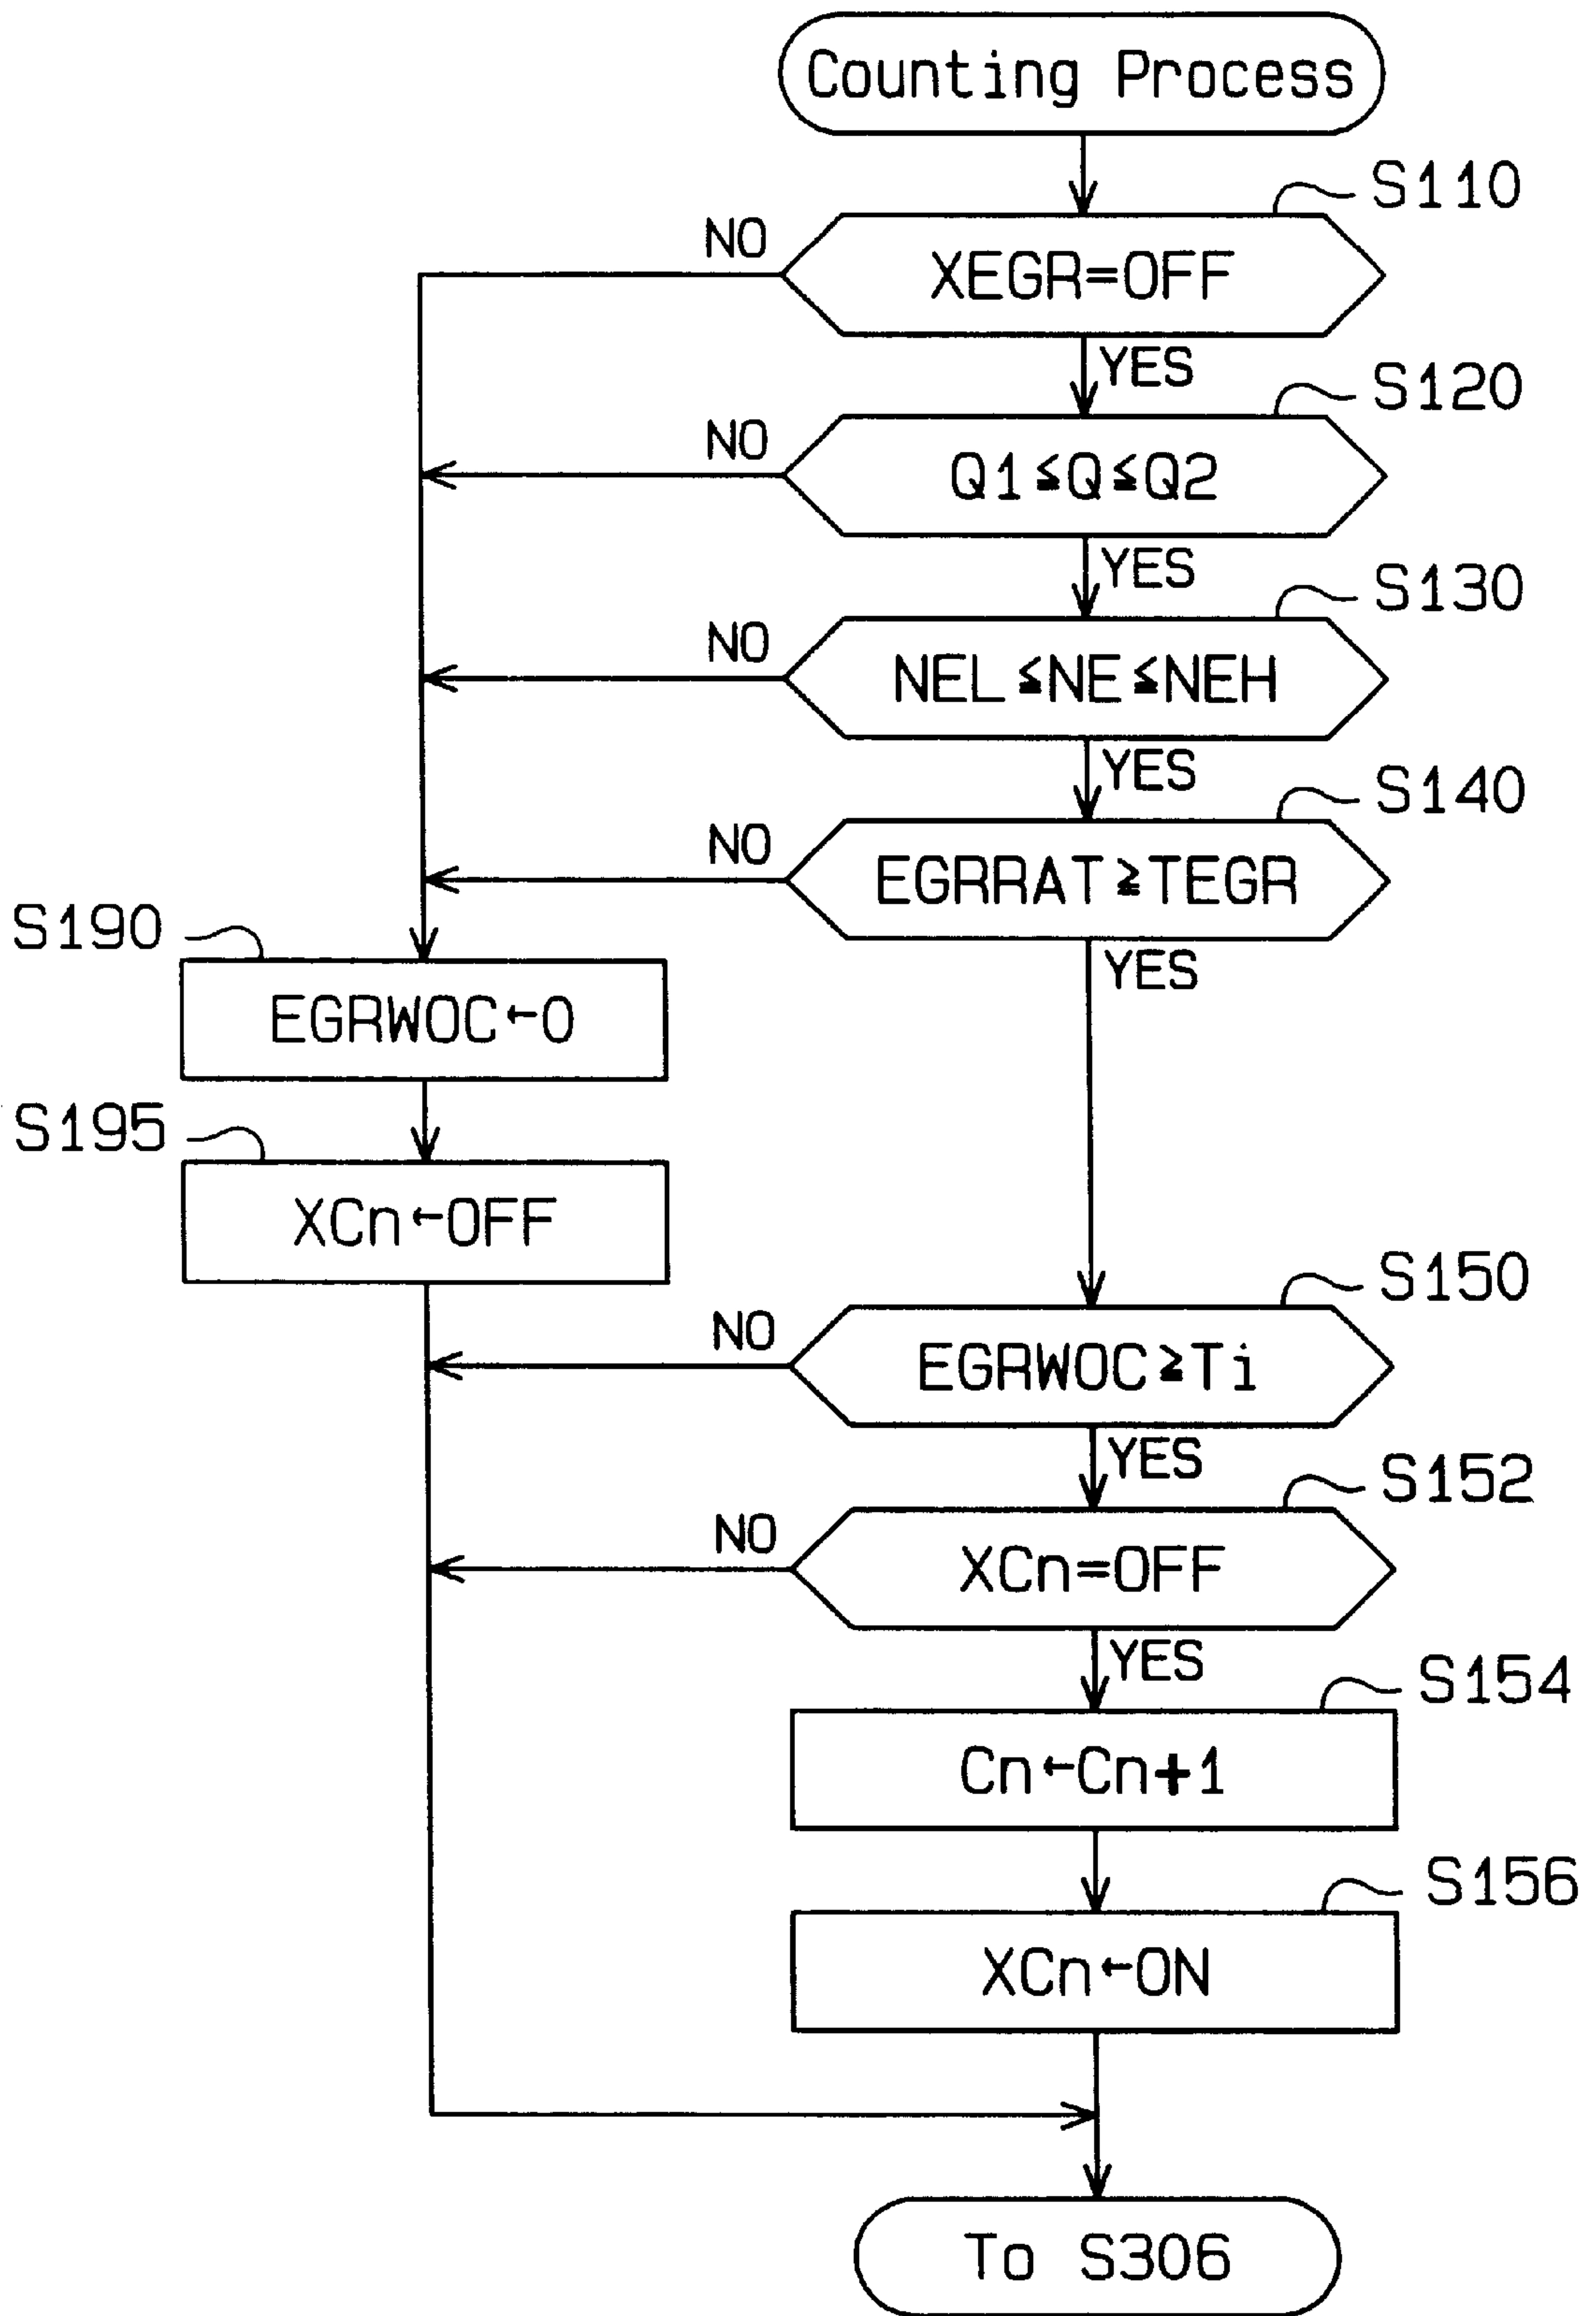 Counting Process
S110
NO
XEGR=OFF
YES
S120
NO
Q1≦Q≦Q2
YES
S130
NO
NEL≦NE≦NEH
YES
S140
NO
EGRRAT≧TEGR
YES
S190
EGRWOC←0
S195
XCn←OFF
S150
NO
EGRWOC≧Ti
YES
S152
NO
XCn=OFF
YES
S154
Cn←Cn+1
S156
XCn←ON
To S306